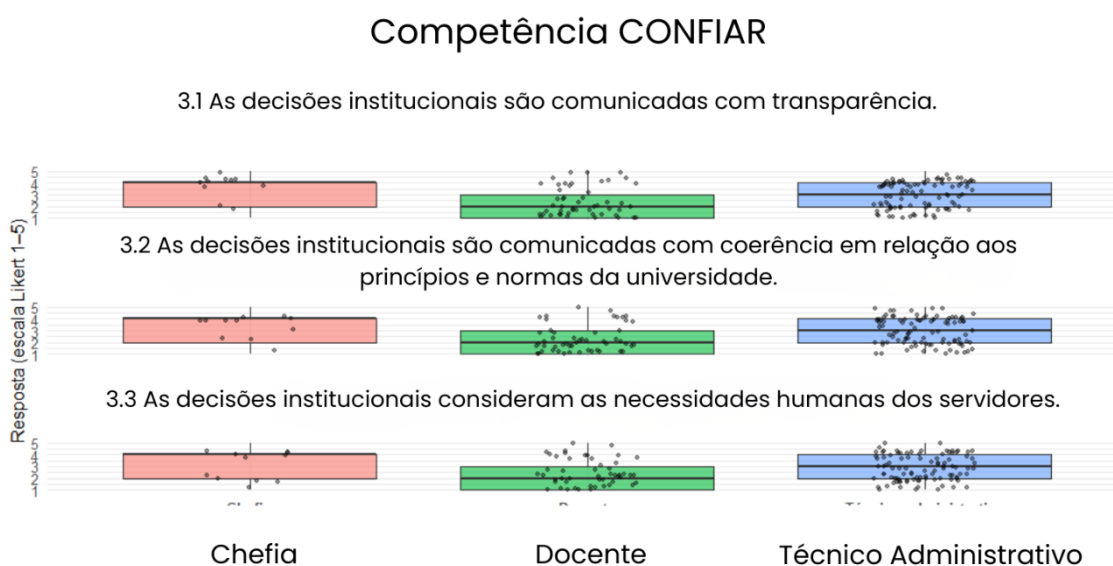 Competência CONFIAR
3.1 As decisões institucionais são comunicadas com transparência.
Resposta (escala Likert 1–5)
5
4
3
2
1
3.2 As decisões institucionais são comunicadas com coerência em relação aos
princípios e normas da universidade.
5
4
3
2
1
3.3 As decisões institucionais consideram as necessidades humanas dos servidores.
5
4
3
2
1
Chefia
Docente
Técnico Administrativo